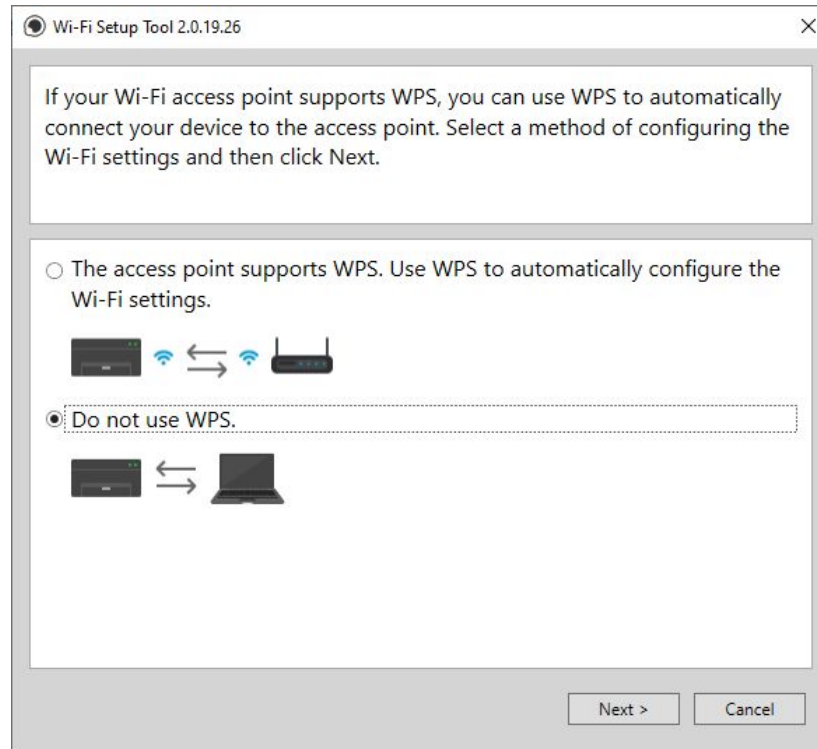 Wi-Fi Setup Tool 2.0.19.26
If your Wi-Fi access point supports WPS, you can use WPS to automatically
connect your device to the access point. Select a method of configuring the
Wi-Fi settings and then click Next.
The access point supports WPS. Use WPS to automatically configure the
Wi-Fi settings.
Do not use WPS.
Next >
Cancel